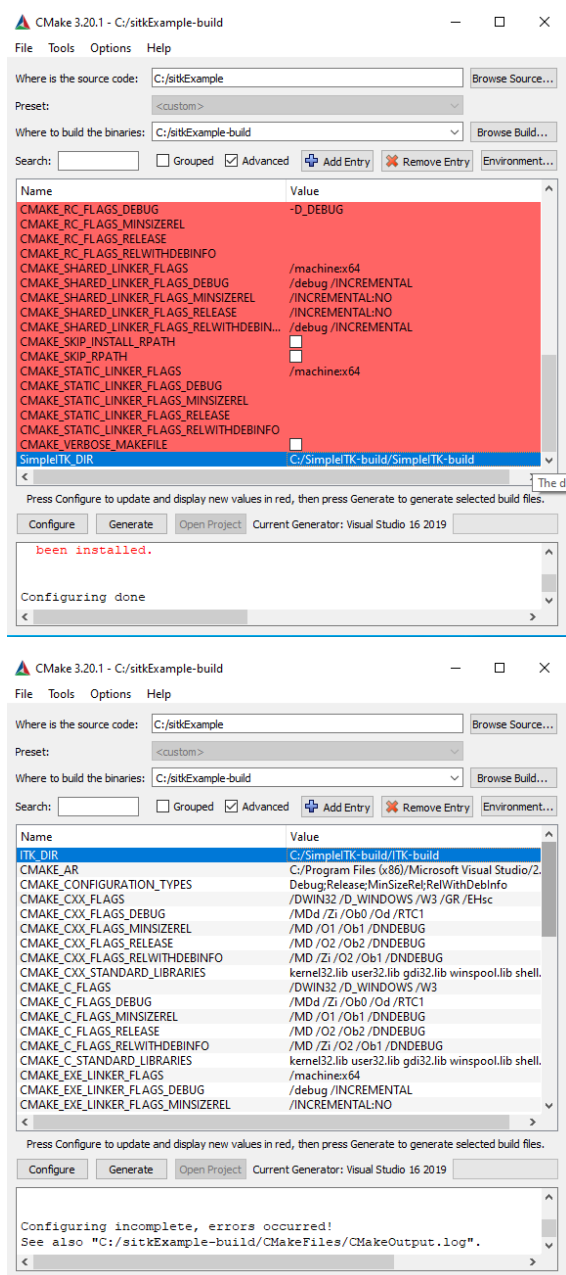 CMake 3.20.1 - C:/sitkExample-build
File Tools Options Help
Where is the source code: C:/sitkExample Browse Source...
Preset: <custom>
Where to build the binaries: C:/sitkExample-build Browse Build...
Search: Grouped Advanced Add Entry Remove Entry Environment...
Name Value
CMAKE_RC_FLAGS_DEBUG -D_DEBUG
CMAKE_RC_FLAGS_MINSIZEREL
CMAKE_RC_FLAGS_RELEASE
CMAKE_RC_FLAGS_RELWITHDEBINFO
CMAKE_SHARED_LINKER_FLAGS /machine:x64
CMAKE_SHARED_LINKER_FLAGS_DEBUG /debug /INCREMENTAL
CMAKE_SHARED_LINKER_FLAGS_MINSIZEREL /INCREMENTAL:NO
CMAKE_SHARED_LINKER_FLAGS_RELEASE /INCREMENTAL:NO
CMAKE_SHARED_LINKER_FLAGS_RELWITHDEBIN... /debug /INCREMENTAL
CMAKE_SKIP_INSTALL_RPATH
CMAKE_SKIP_RPATH
CMAKE_STATIC_LINKER_FLAGS /machine:x64
CMAKE_STATIC_LINKER_FLAGS_DEBUG
CMAKE_STATIC_LINKER_FLAGS_MINSIZEREL
CMAKE_STATIC_LINKER_FLAGS_RELEASE
CMAKE_STATIC_LINKER_FLAGS_RELWITHDEBINFO
CMAKE_VERBOSE_MAKEFILE
SimpleITK_DIR C:/SimpleITK-build/SimpleITK-build
The d
Press Configure to update and display new values in red, then press Generate to generate selected build files.
Configure Generate Open Project Current Generator: Visual Studio 16 2019
been installed.
Configuring done
CMake 3.20.1 - C:/sitkExample-build
File Tools Options Help
Where is the source code: C:/sitkExample Browse Source...
Preset: <custom>
Where to build the binaries: C:/sitkExample-build Browse Build...
Search: Grouped Advanced Add Entry Remove Entry Environment...
Name Value
ITK_DIR C:/SimpleITK-build/ITK-build
CMAKE_AR C:/Program Files (x86)/Microsoft Visual Studio/2.
CMAKE_CONFIGURATION_TYPES Debug;Release;MinSizeRel;RelWithDebInfo
CMAKE_CXX_FLAGS /DWIN32 /D_WINDOWS /W3 /GR /EHsc
CMAKE_CXX_FLAGS_DEBUG /MDd /Zi /Ob0 /Od /RTC1
CMAKE_CXX_FLAGS_MINSIZEREL /MD /O1 /Ob1 /DNDEBUG
CMAKE_CXX_FLAGS_RELEASE /MD /O2 /Ob2 /DNDEBUG
CMAKE_CXX_FLAGS_RELWITHDEBINFO /MD /Zi /O2 /Ob1 /DNDEBUG
CMAKE_CXX_STANDARD_LIBRARIES kernel32.lib user32.lib gdi32.lib winspool.lib shell.
CMAKE_C_FLAGS /DWIN32 /D_WINDOWS /W3
CMAKE_C_FLAGS_DEBUG /MDd /Zi /Ob0 /Od /RTC1
CMAKE_C_FLAGS_MINSIZEREL /MD /O1 /Ob1 /DNDEBUG
CMAKE_C_FLAGS_RELEASE /MD /O2 /Ob2 /DNDEBUG
CMAKE_C_FLAGS_RELWITHDEBINFO /MD /Zi /O2 /Ob1 /DNDEBUG
CMAKE_C_STANDARD_LIBRARIES kernel32.lib user32.lib gdi32.lib winspool.lib shell.
CMAKE_EXE_LINKER_FLAGS /machine:x64
CMAKE_EXE_LINKER_FLAGS_DEBUG /debug /INCREMENTAL
CMAKE_EXE_LINKER_FLAGS_MINSIZEREL /INCREMENTAL:NO
Press Configure to update and display new values in red, then press Generate to generate selected build files.
Configure Generate Open Project Current Generator: Visual Studio 16 2019
Configuring incomplete, errors occurred!
See also "C:/sitkExample-build/CMakeFiles/CMakeOutput.log".